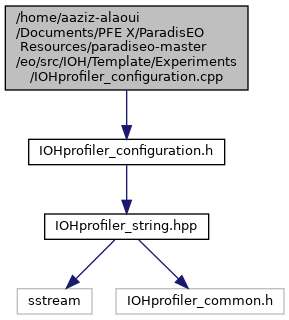 /home/aaziz-alaoui
/Documents/PFE X/ParadisEO
Resources/paradiseo-master
/eo/src/IOH/Template/Experiments
/IOHprofiler_configuration.cpp
IOHprofiler_configuration.h
IOHprofiler_string.hpp
sstream
IOHprofiler_common.h